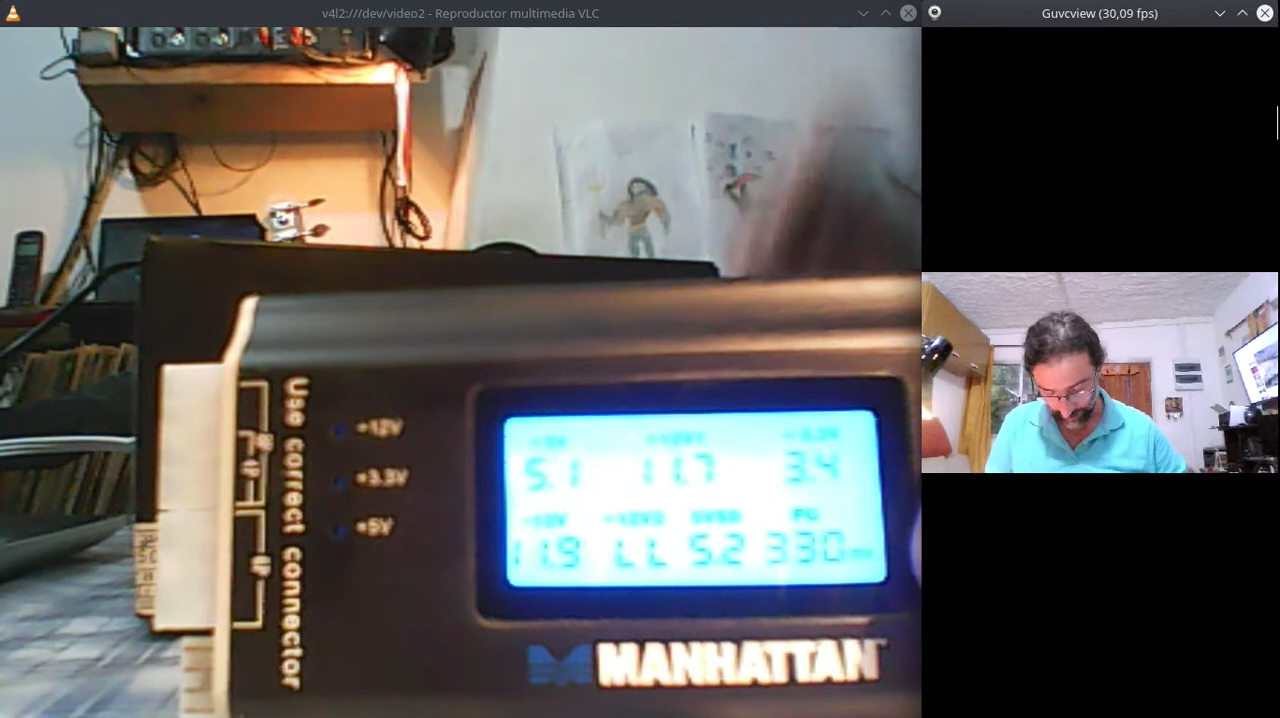 v4l2:///dev/video2 - Reproductor multimedia VLC
Guvcview (30,09 fps)
Use correct connector
+12V
+3.3V
+5V
5.1 11.7 3.4
11.9 LL 5.2 330
MANHATTAN